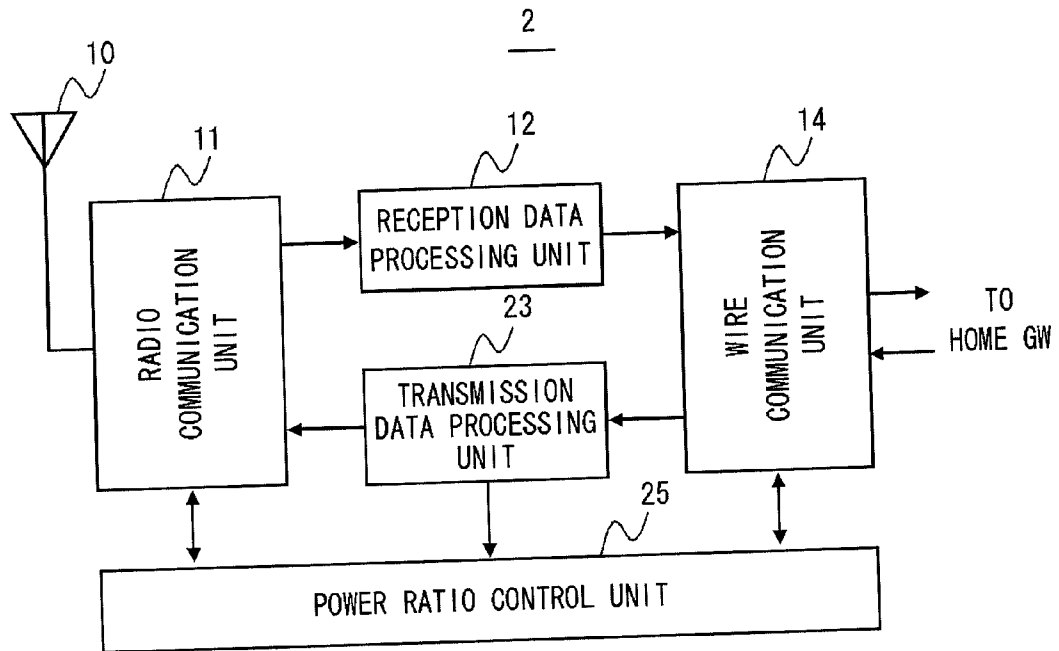 2
10
11
12
14
RECEPTION DATA
PROCESSING UNIT
RADIO
COMMUNICATION
UNIT
WIRE
COMMUNICATION
UNIT
TO
HOME GW
23
TRANSMISSION
DATA PROCESSING
UNIT
25
POWER RATIO CONTROL UNIT